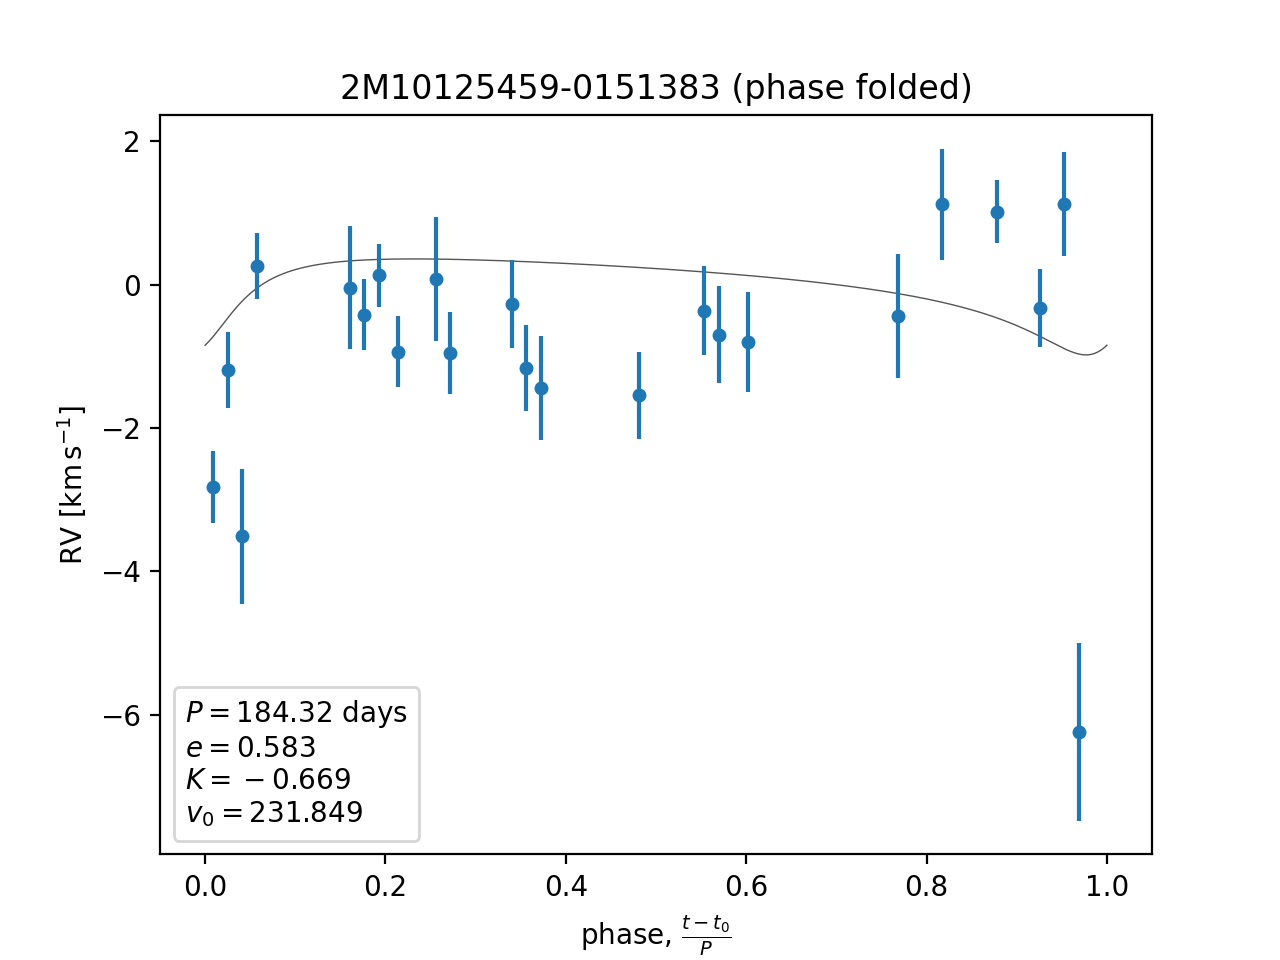 2M10125459-0151383 (phase folded)
2
0
−2
−4
−6
RV [km s⁻¹]
P = 184.32 days
e = 0.583
K = −0.669
v₀ = 231.849
0.0 0.2 0.4 0.6 0.8 1.0
phase, (t − t₀)/P